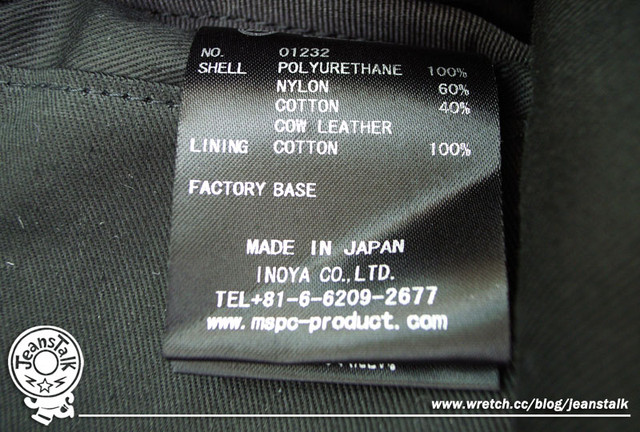 NO. 01232
SHELL POLYURETHANE 100%
NYLON 60%
COTTON 40%
COW LEATHER
LINING COTTON 100%
FACTORY BASE
MADE IN JAPAN
INOYA CO.,LTD.
TEL+81-6-6209-2677
www.mspc-product.com
JeansTalk
www.wretch.cc/blog/jeanstalk